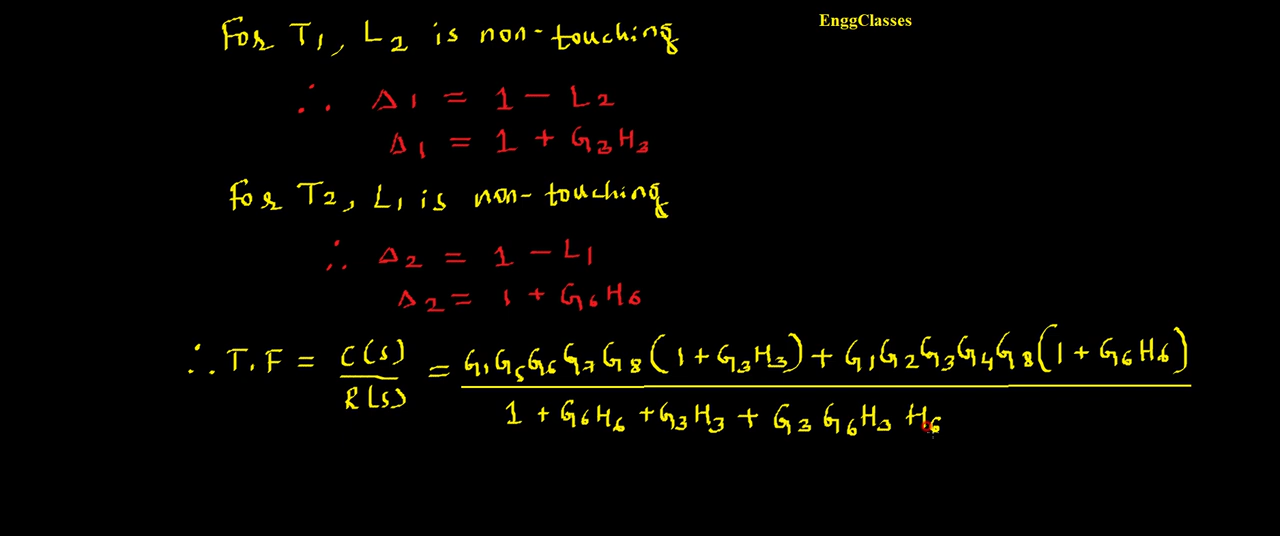 EnggClasses
For T1, L2 is non-touching
∴ Δ1 = 1 − L2
Δ1 = 1 + G3H3
For T2, L1 is non-touching
∴ Δ2 = 1 − L1
Δ2 = 1 + G6H6
∴ T.F = C(s)/R(s) = G1G5G6G7G8(1+G3H3)+G1G2G3G4G8(1+G6H6)
1 + G6H6 + G3H3 + G3G6H3H6